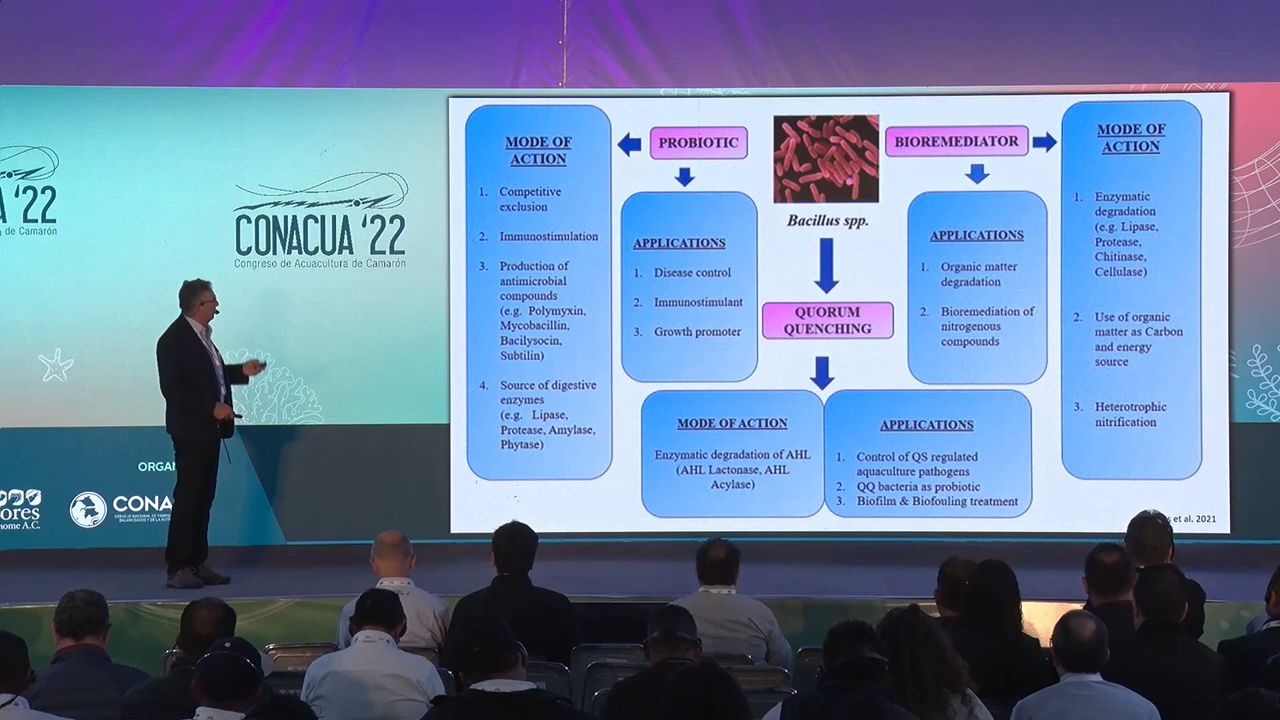 A '22
de Camarón
CONACUA '22
Congreso de Acuacultura de Camarón
ORGAN
ores
ome A.C.
CONA
MODE OF
ACTION
1. Competitive
exclusion
2. Immunostimulation
3. Production of
antimicrobial
compounds
(e.g. Polymyxin,
Mycobacillin,
Bacilysocin,
Subtilin)
4. Source of digestive
enzymes
(e.g. Lipase,
Protease, Amylase,
Phytase)
PROBIOTIC
APPLICATIONS
1. Disease control
2. Immunostimulant
3. Growth promoter
Bacillus spp.
QUORUM
QUENCHING
MODE OF ACTION
Enzymatic degradation of AHL
(AHL Lactonase, AHL
Acylase)
APPLICATIONS
1. Control of QS regulated
aquaculture pathogens
2. QQ bacteria as probiotic
3. Biofilm & Biofouling treatment
BIOREMEDIATOR
APPLICATIONS
1. Organic matter
degradation
2. Bioremediation of
nitrogenous
compounds
MODE OF
ACTION
1. Enzymatic
degradation
(e.g. Lipase,
Protease,
Chitinase,
Cellulase)
2. Use of organic
matter as Carbon
and energy
source
3. Heterotrophic
nitrification
s et al. 2021